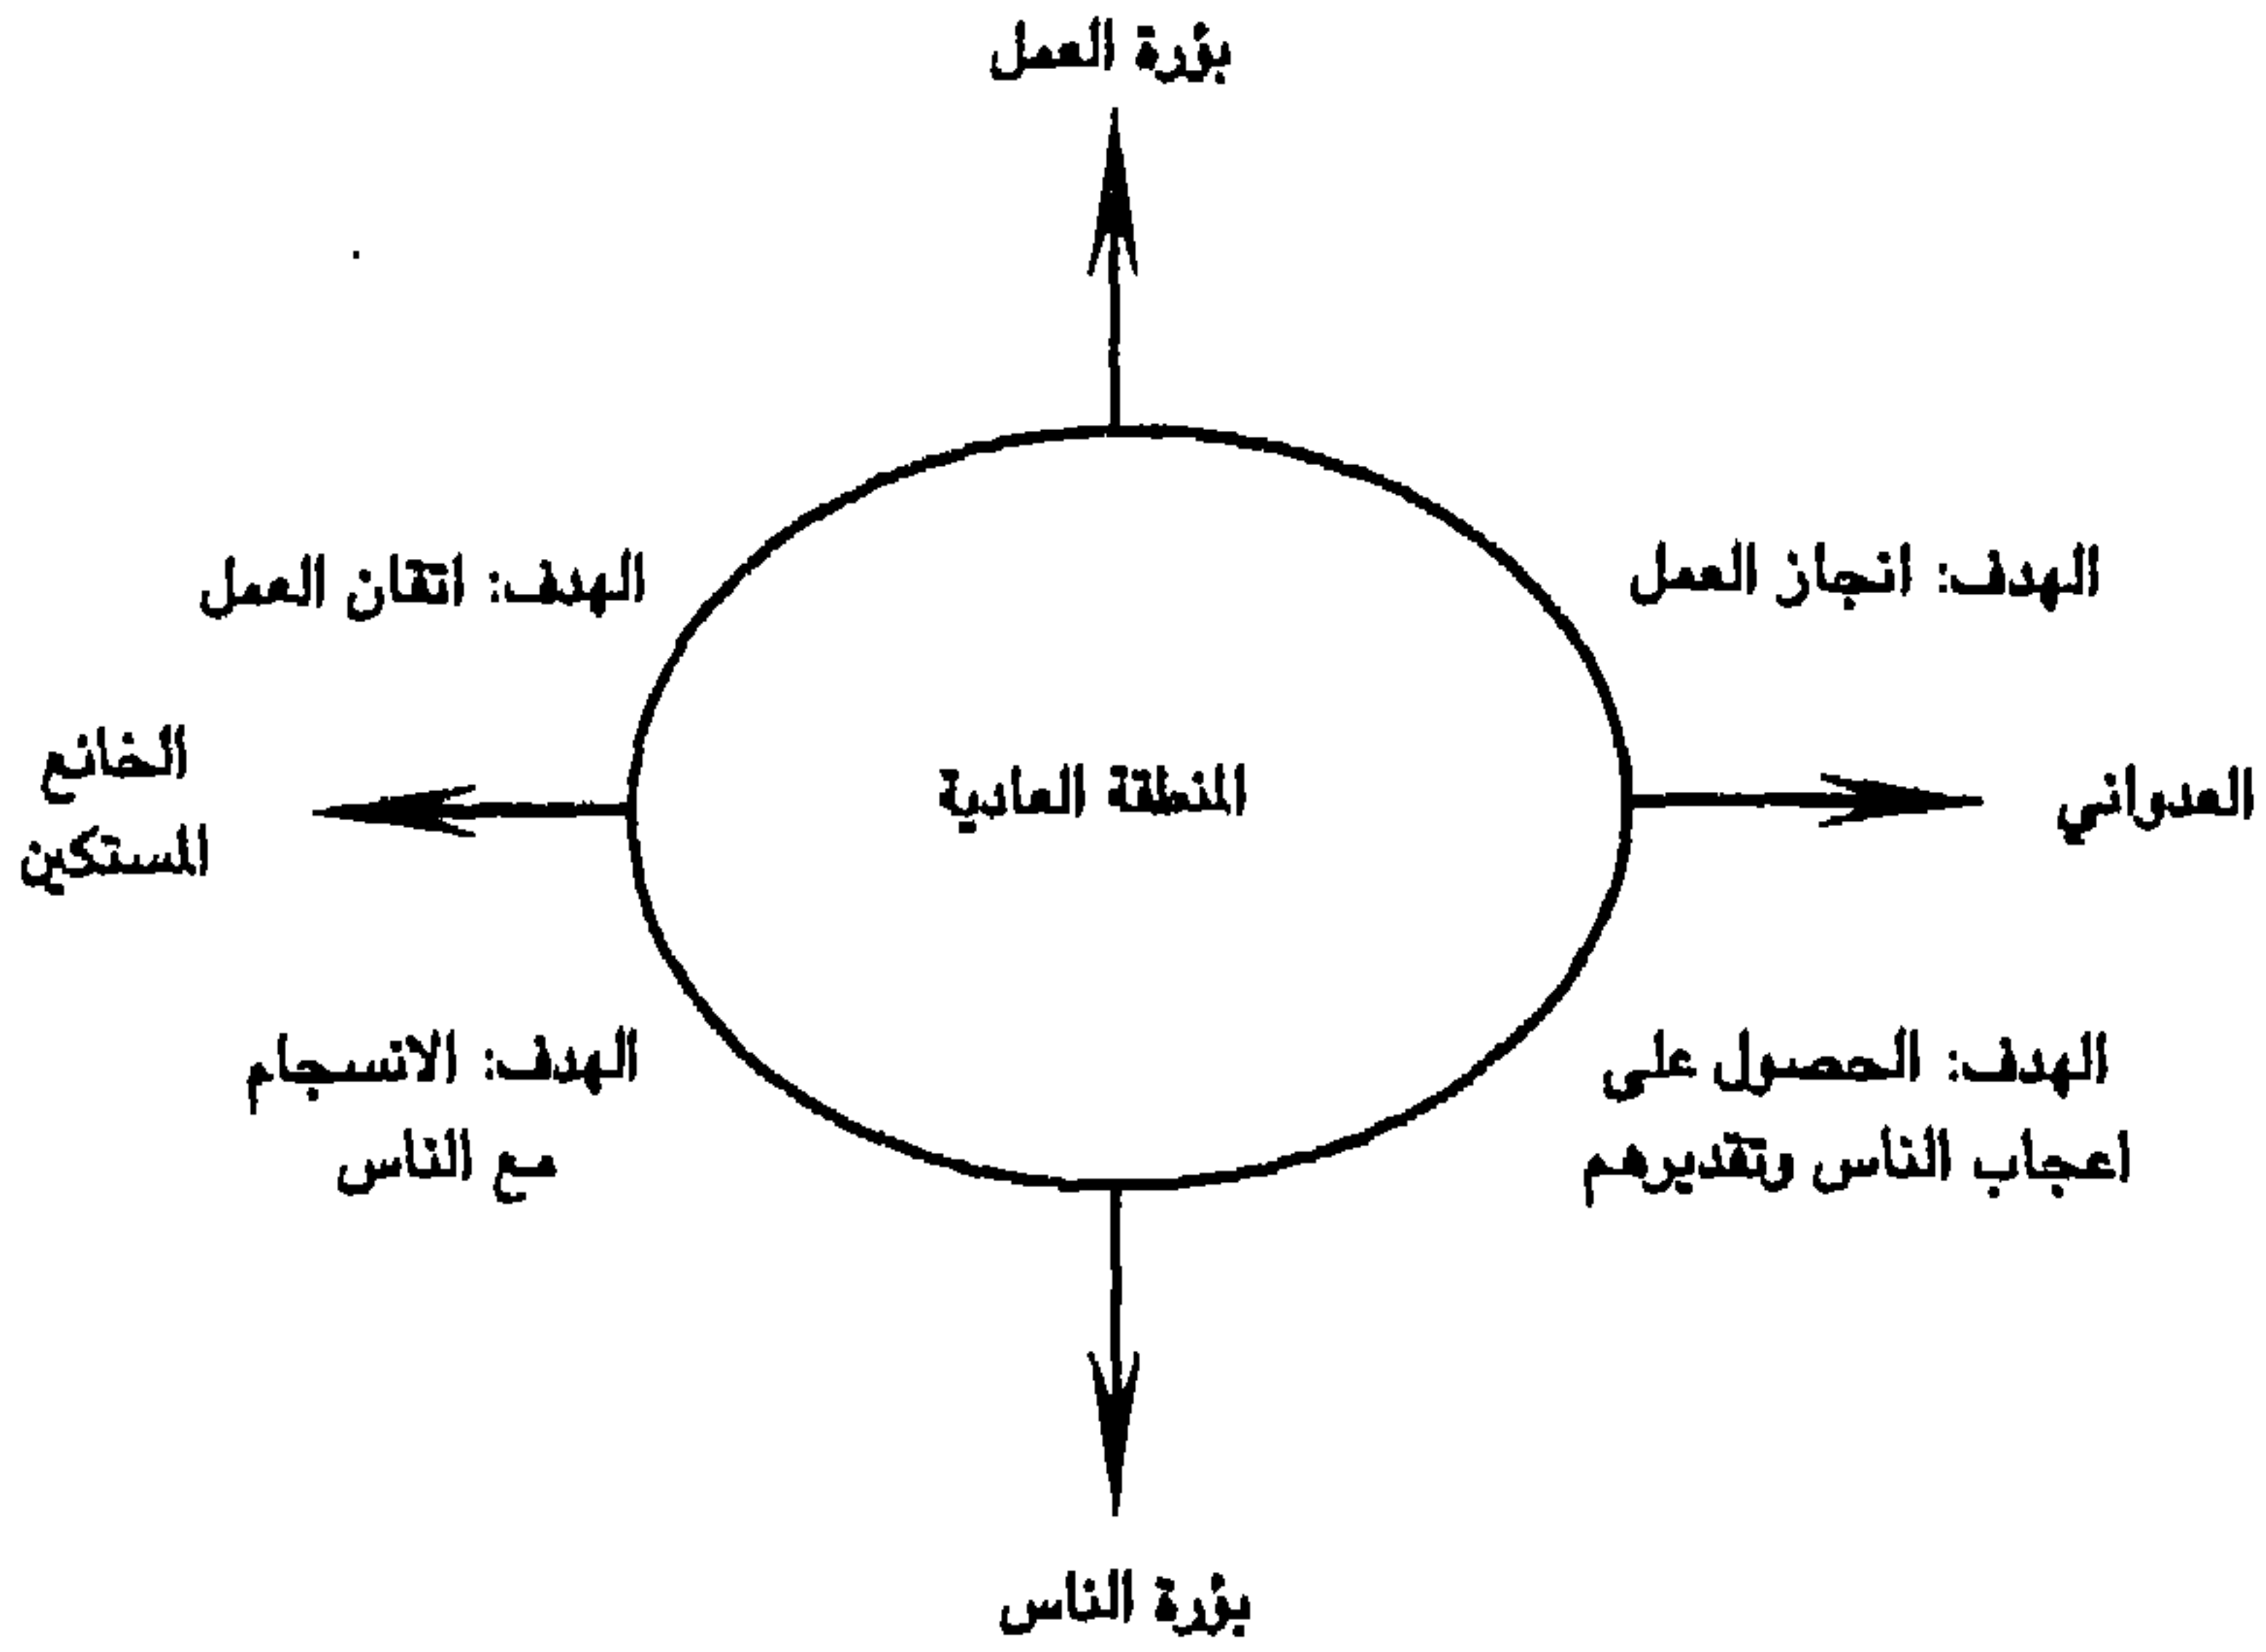 بؤرة العمل
الهدف: انجاز العمل
الهدف: اتقان العمل
العدواني
المنطقة العادية
الخانع
المستكين
الهدف: الحصول على
اعجاب الناس وتقديرهم
الهدف: الانسجام
مع الناس
بؤرة الناس